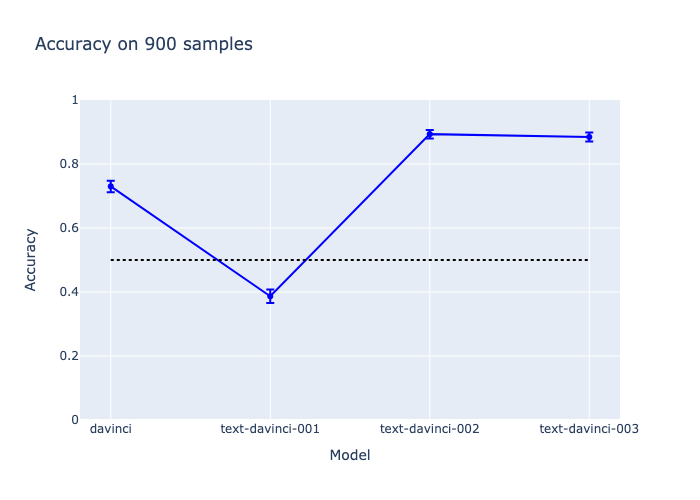 Accuracy on 900 samples
1
0.8
0.6
0.4
0.2
0
Accuracy
davinci
text-davinci-001
text-davinci-002
text-davinci-003
Model